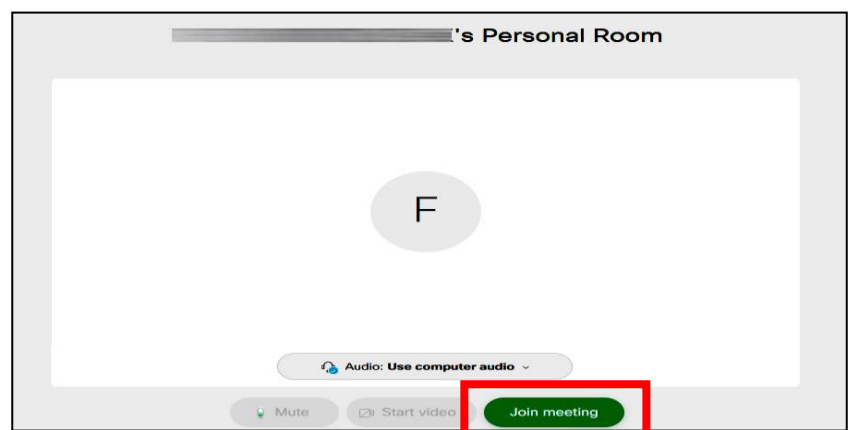 's Personal Room
F
Audio: Use computer audio
Mute
Start video
Join meeting